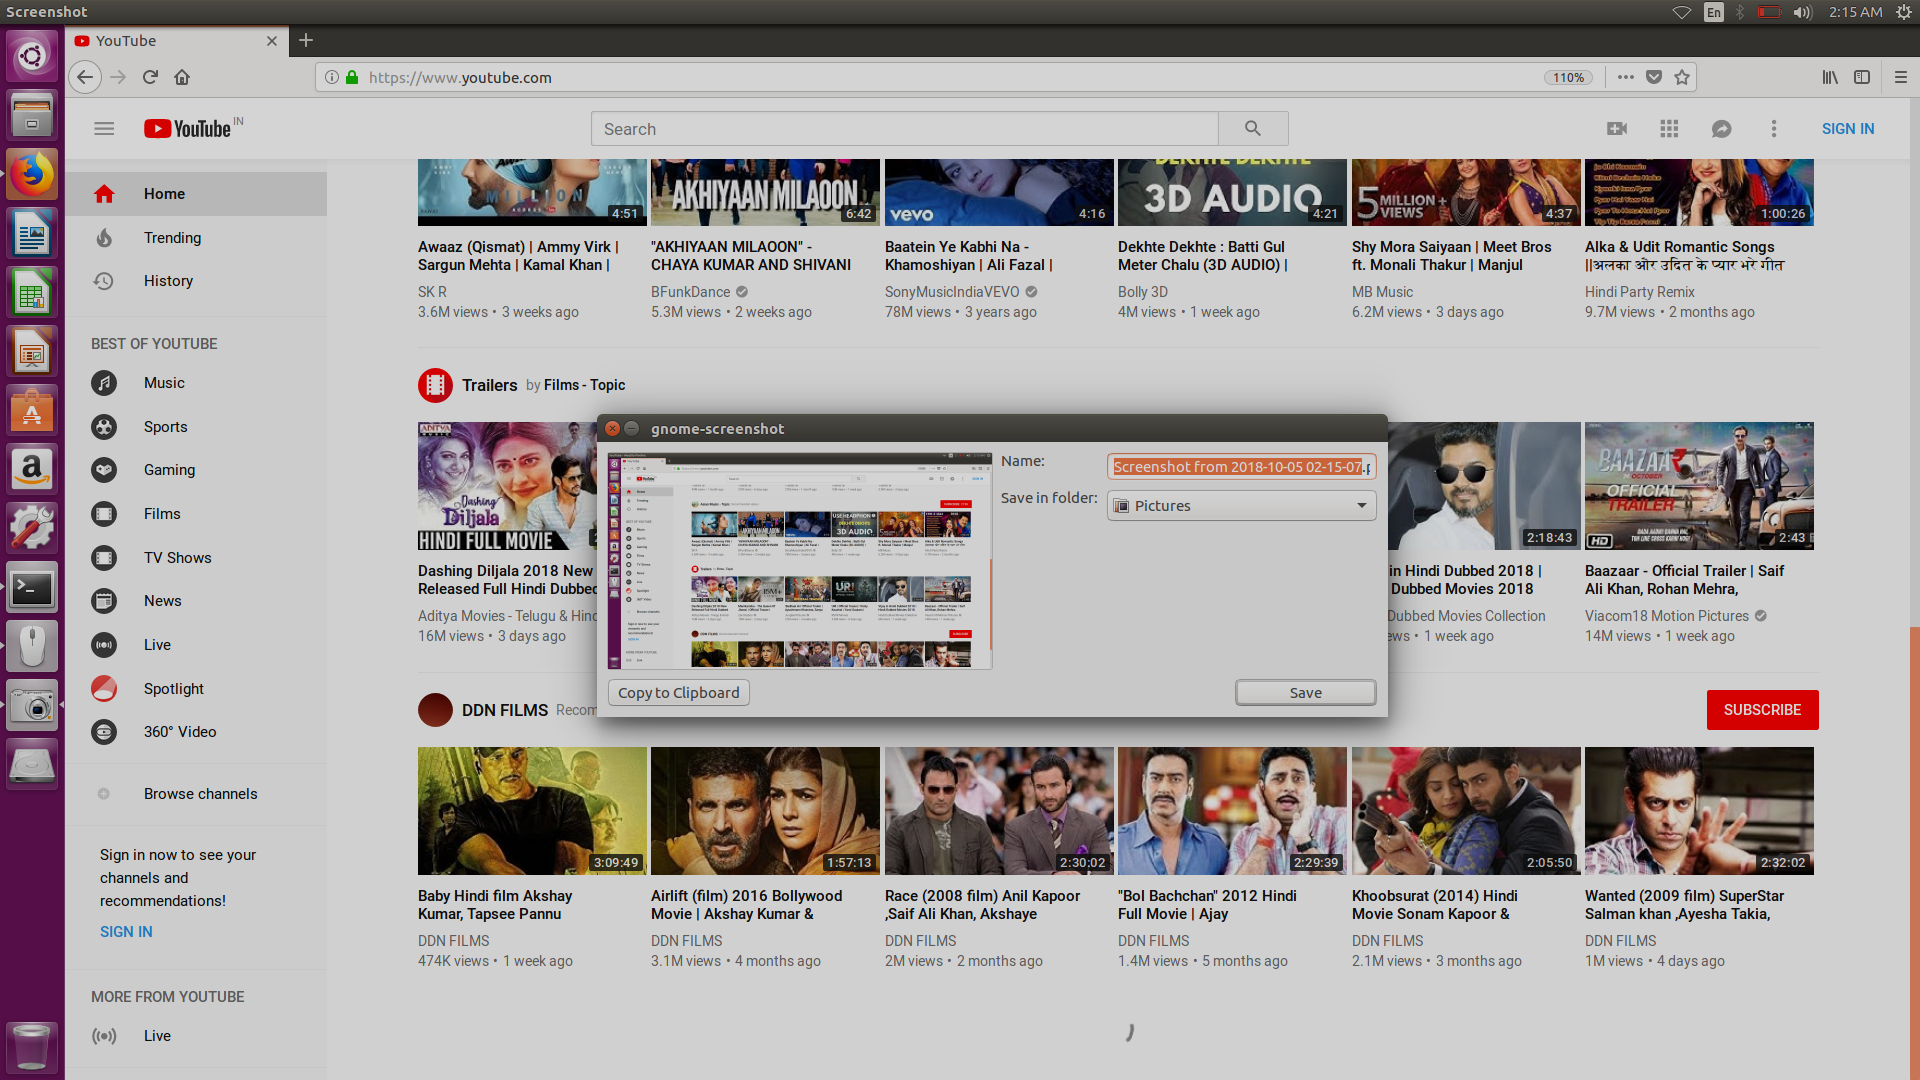 Screenshot
En
2:15 AM
YouTube
https://www.youtube.com
110%
YouTube IN
Search
SIGN IN
Home
Trending
History
BEST OF YOUTUBE
Music
Sports
Gaming
Films
TV Shows
News
Live
Spotlight
360° Video
Browse channels
Sign in now to see your
channels and
recommendations!
SIGN IN
MORE FROM YOUTUBE
Live
MILLION
4:51
AKHIYAAN MILAOON
6:42
vevo
4:16
DEKHTE DEKHTE
3D AUDIO
4:21
5 MILLION+
VIEWS
4:37
1:00:26
Awaaz (Qismat) | Ammy Virk |
Sargun Mehta | Kamal Khan |
SK R
3.6M views • 3 weeks ago
"AKHIYAAN MILAOON" -
CHAYA KUMAR AND SHIVANI
BFunkDance
5.3M views • 2 weeks ago
Baatein Ye Kabhi Na -
Khamoshiyan | Ali Fazal |
SonyMusicIndiaVEVO
78M views • 3 years ago
Dekhte Dekhte : Batti Gul
Meter Chalu (3D AUDIO) |
Bolly 3D
4M views • 1 week ago
Shy Mora Saiyaan | Meet Bros
ft. Monali Thakur | Manjul
MB Music
6.2M views • 3 days ago
Alka & Udit Romantic Songs
||अलका ओर उदित के प्यार भरे गीत
Hindi Party Remix
9.7M views • 2 months ago
Trailers by Films - Topic
ADITYA
Dashing
Diljala
HINDI FULL MOVIE
Dashing Diljala 2018 New
Released Full Hindi Dubbed
Aditya Movies - Telugu & Hind
16M views • 3 days ago
2:18:43
in Hindi Dubbed 2018 |
Dubbed Movies 2018
Dubbed Movies Collection
ews • 1 week ago
BAAZAAR
OFFICIAL
TRAILER
HD
2:43
Baazaar - Official Trailer | Saif
Ali Khan, Rohan Mehra,
Viacom18 Motion Pictures
14M views • 1 week ago
gnome-screenshot
Name:
Screenshot from 2018-10-05 02-15-07.p
Save in folder:
Pictures
Copy to Clipboard
Save
DDN FILMS Recom
SUBSCRIBE
3:09:49
1:57:13
2:30:02
2:29:39
2:05:50
2:32:02
Baby Hindi film Akshay
Kumar, Tapsee Pannu
DDN FILMS
474K views • 1 week ago
Airlift (film) 2016 Bollywood
Movie | Akshay Kumar &
DDN FILMS
3.1M views • 4 months ago
Race (2008 film) Anil Kapoor
,Saif Ali Khan, Akshaye
DDN FILMS
2M views • 2 months ago
"Bol Bachchan" 2012 Hindi
Full Movie | Ajay
DDN FILMS
1.4M views • 5 months ago
Khoobsurat (2014) Hindi
Movie Sonam Kapoor &
DDN FILMS
2.1M views • 3 months ago
Wanted (2009 film) SuperStar
Salman khan ,Ayesha Takia,
DDN FILMS
1M views • 4 days ago